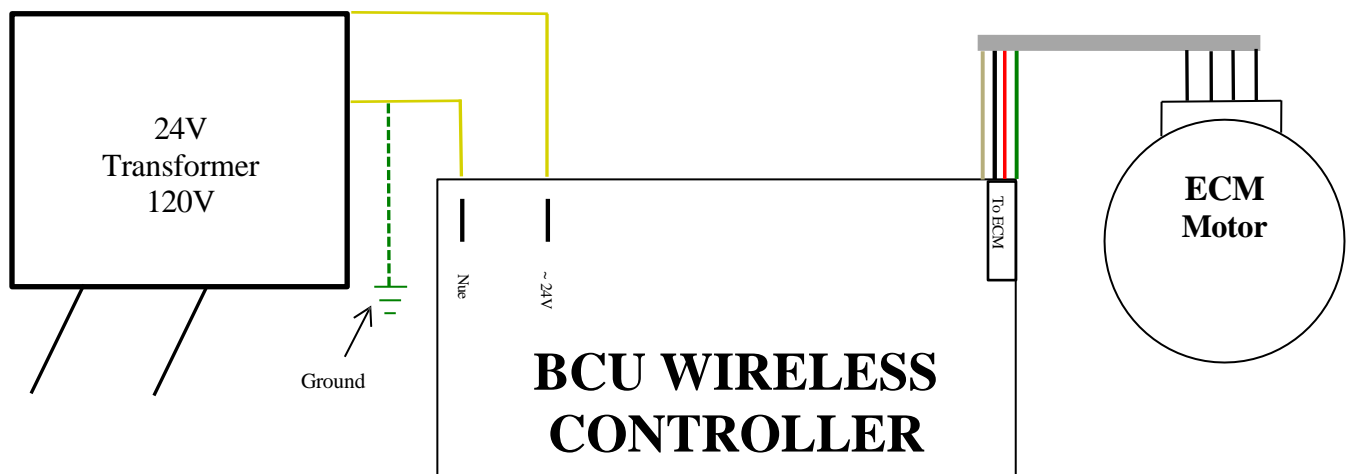 24V
Transformer
120V
Ground
Nue
~ 24V
To ECM
BCU WIRELESS
CONTROLLER
ECM
Motor